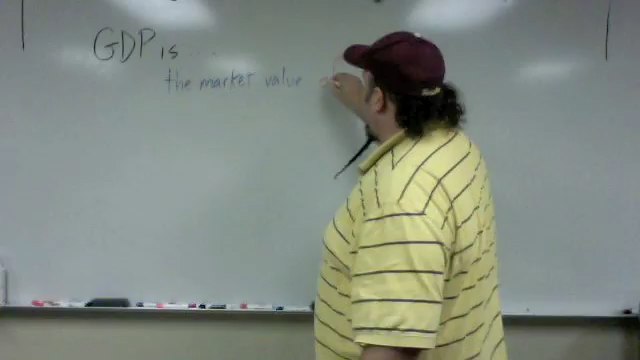 GDP is ...
the market value